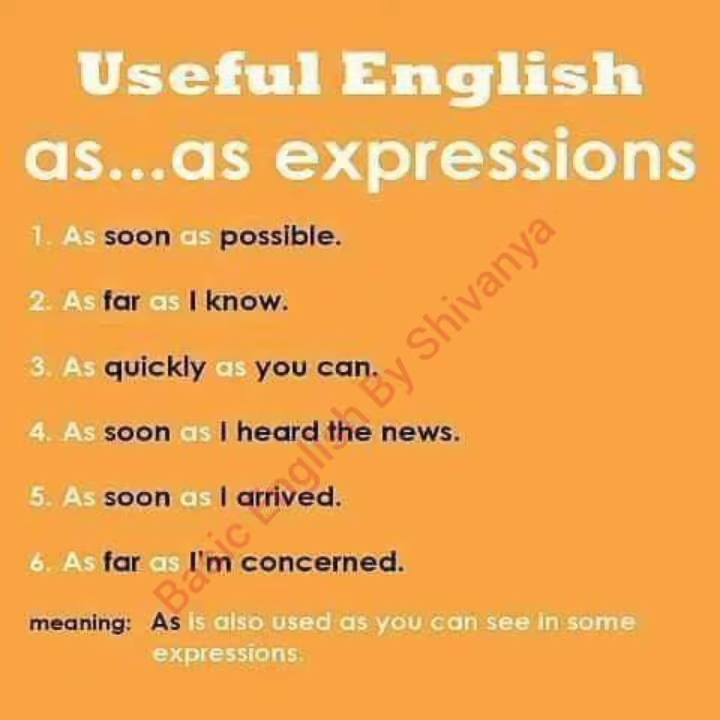 Useful English
as...as expressions
1. As soon as possible.
2. As far as I know.
3. As quickly as you can.
4. As soon as I heard the news.
5. As soon as I arrived.
6. As far as I'm concerned.
meaning: As is also used as you can see in some
expressions.
Basic English By Shivanya